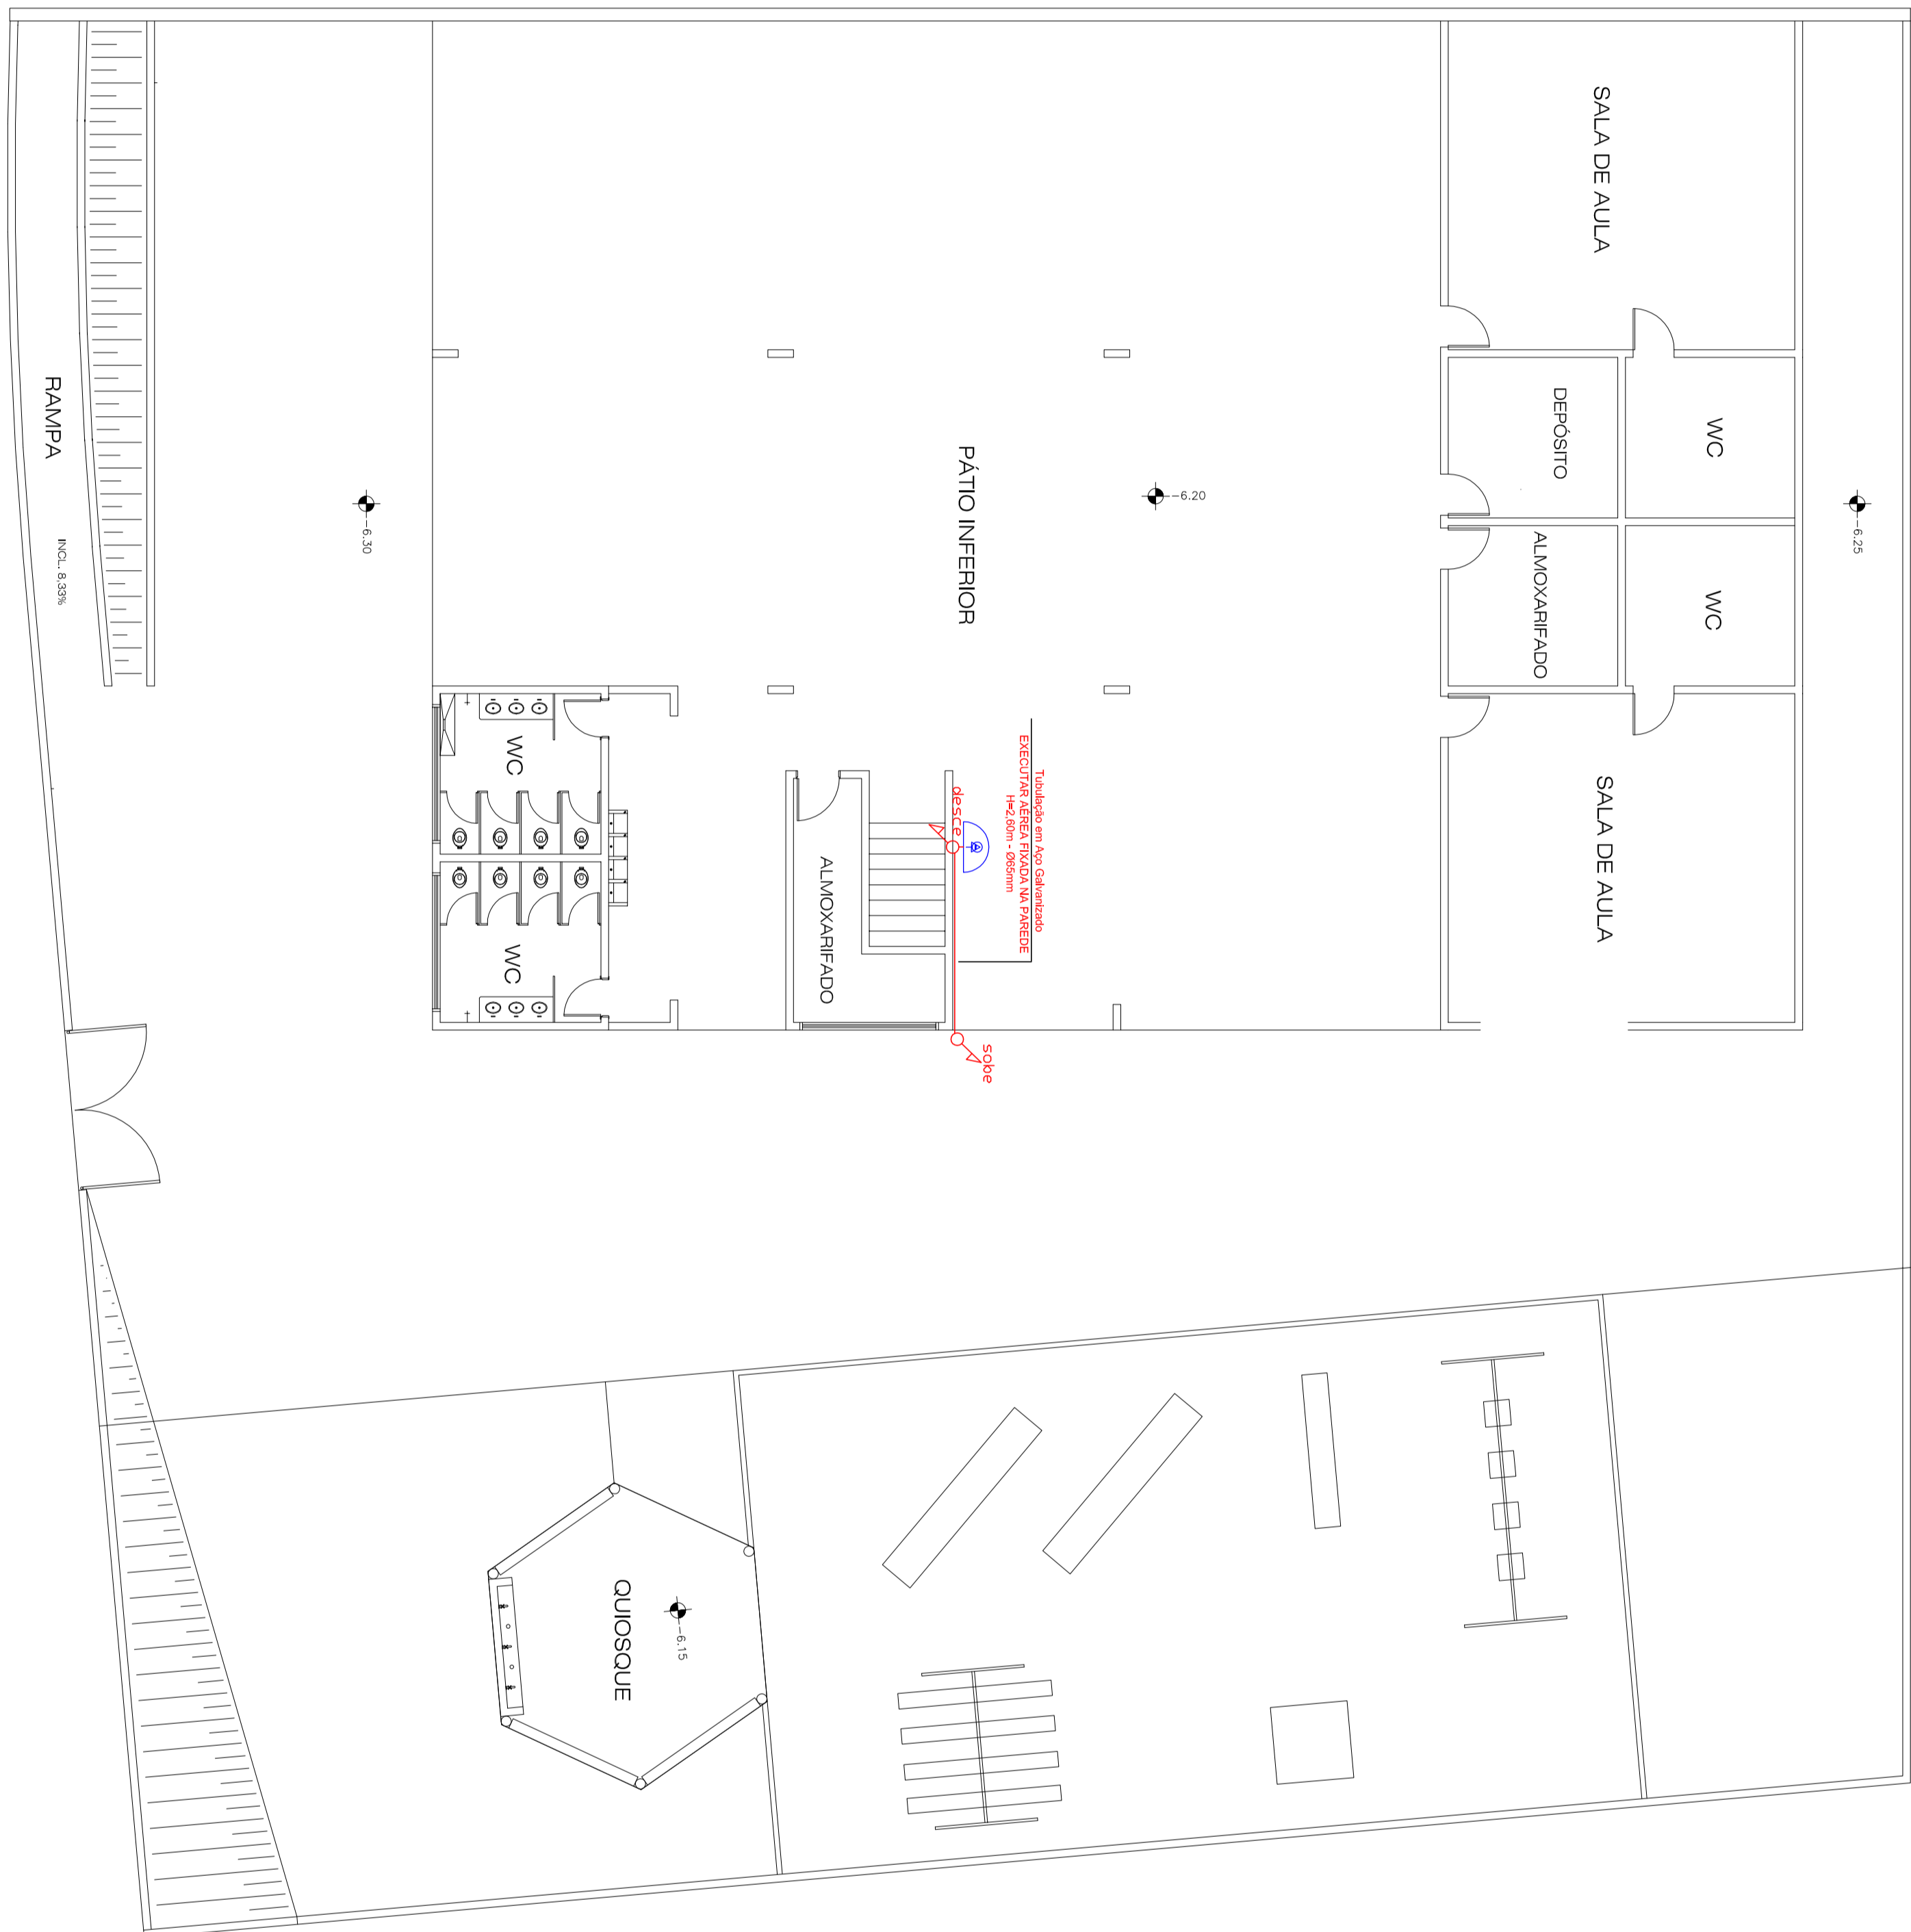 SALA DE AULA
WC
DEPÓSITO
WC
ALMOXARIFADO
SALA DE AULA
-6.25
-6.20
PÁTIO INFERIOR
-6.30
RAMPA
INCL. 8,33%
Tubulação em Aço Galvanizado
EXECUTAR AÉREA FIXADA NA PAREDE
H=2,60m - Ø65mm
desce
sobe
ALMOXARIFADO
WC
WC
QUIOSQUE
-6.15